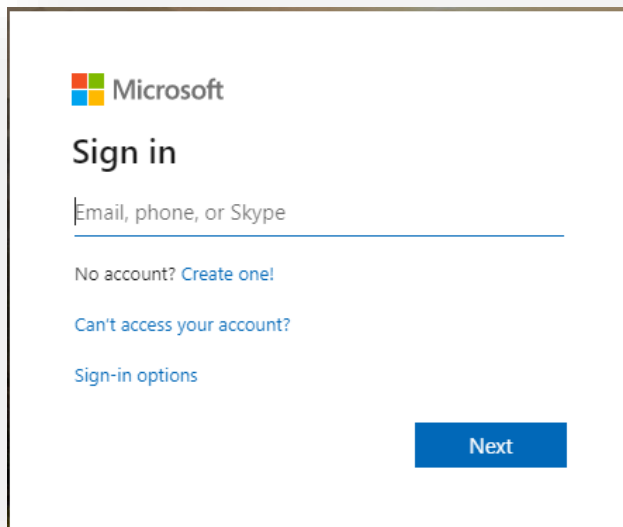 Microsoft
Sign in
Email, phone, or Skype
No account? Create one!
Can't access your account?
Sign-in options
Next